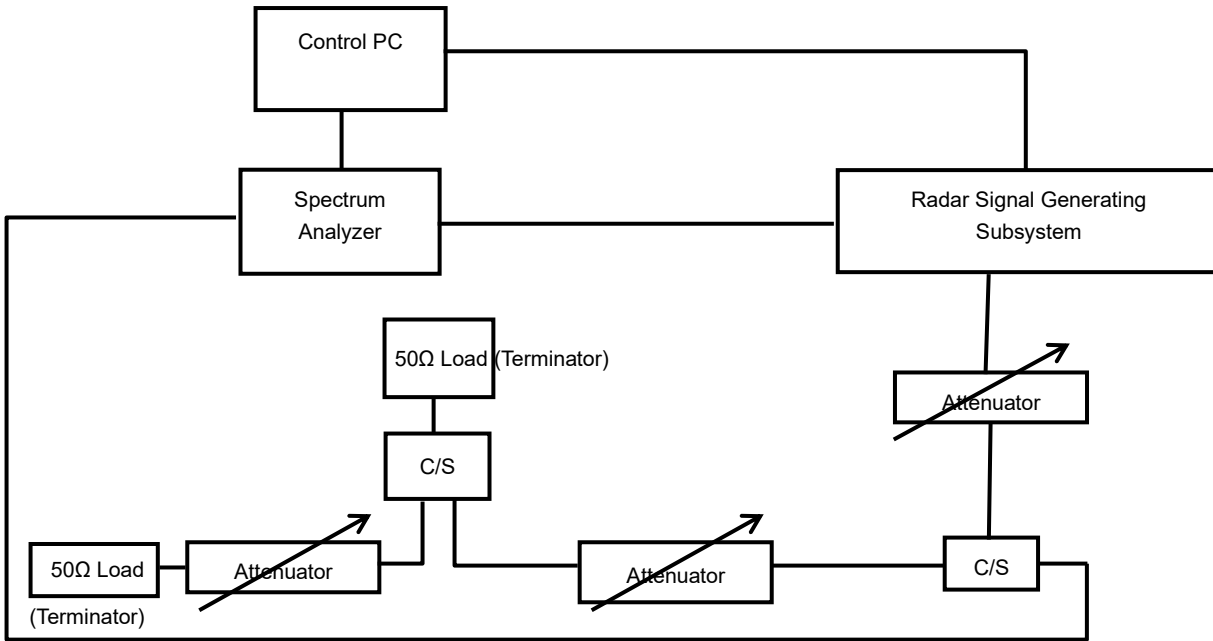 Control PC
Spectrum
Analyzer
Radar Signal Generating
Subsystem
50Ω Load (Terminator)
Attenuator
C/S
50Ω Load
(Terminator)
Attenuator
Attenuator
C/S